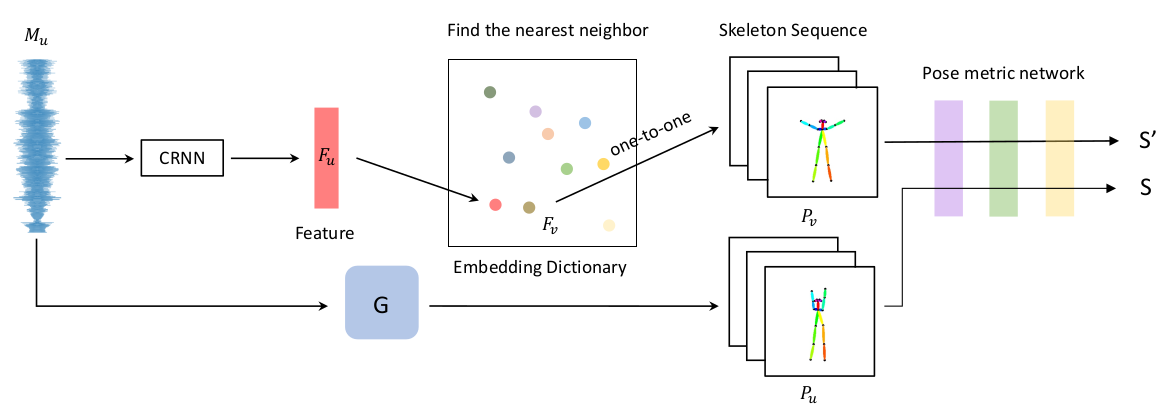 M_u
Find the nearest neighbor
Skeleton Sequence
Pose metric network
CRNN
F_u
one-to-one
S’
S
F_v
P_v
Feature
Embedding Dictionary
G
P_u